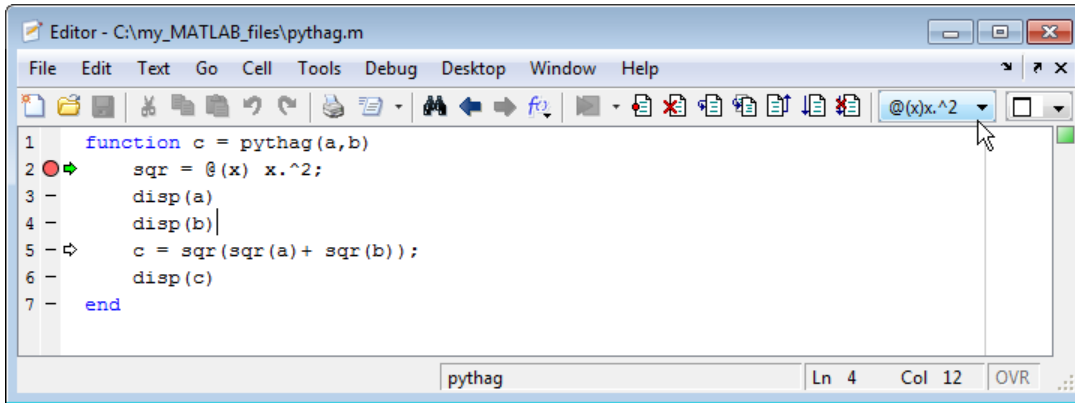 Editor - C:\my_MATLAB_files\pythag.m
File Edit Text Go Cell Tools Debug Desktop Window Help
@(x)x.^2
1 function c = pythag(a,b)
2 sqr = @(x) x.^2;
3 disp(a)
4 disp(b)
5 c = sqr(sqr(a)+ sqr(b));
6 disp(c)
7 end
pythag Ln 4 Col 12 OVR